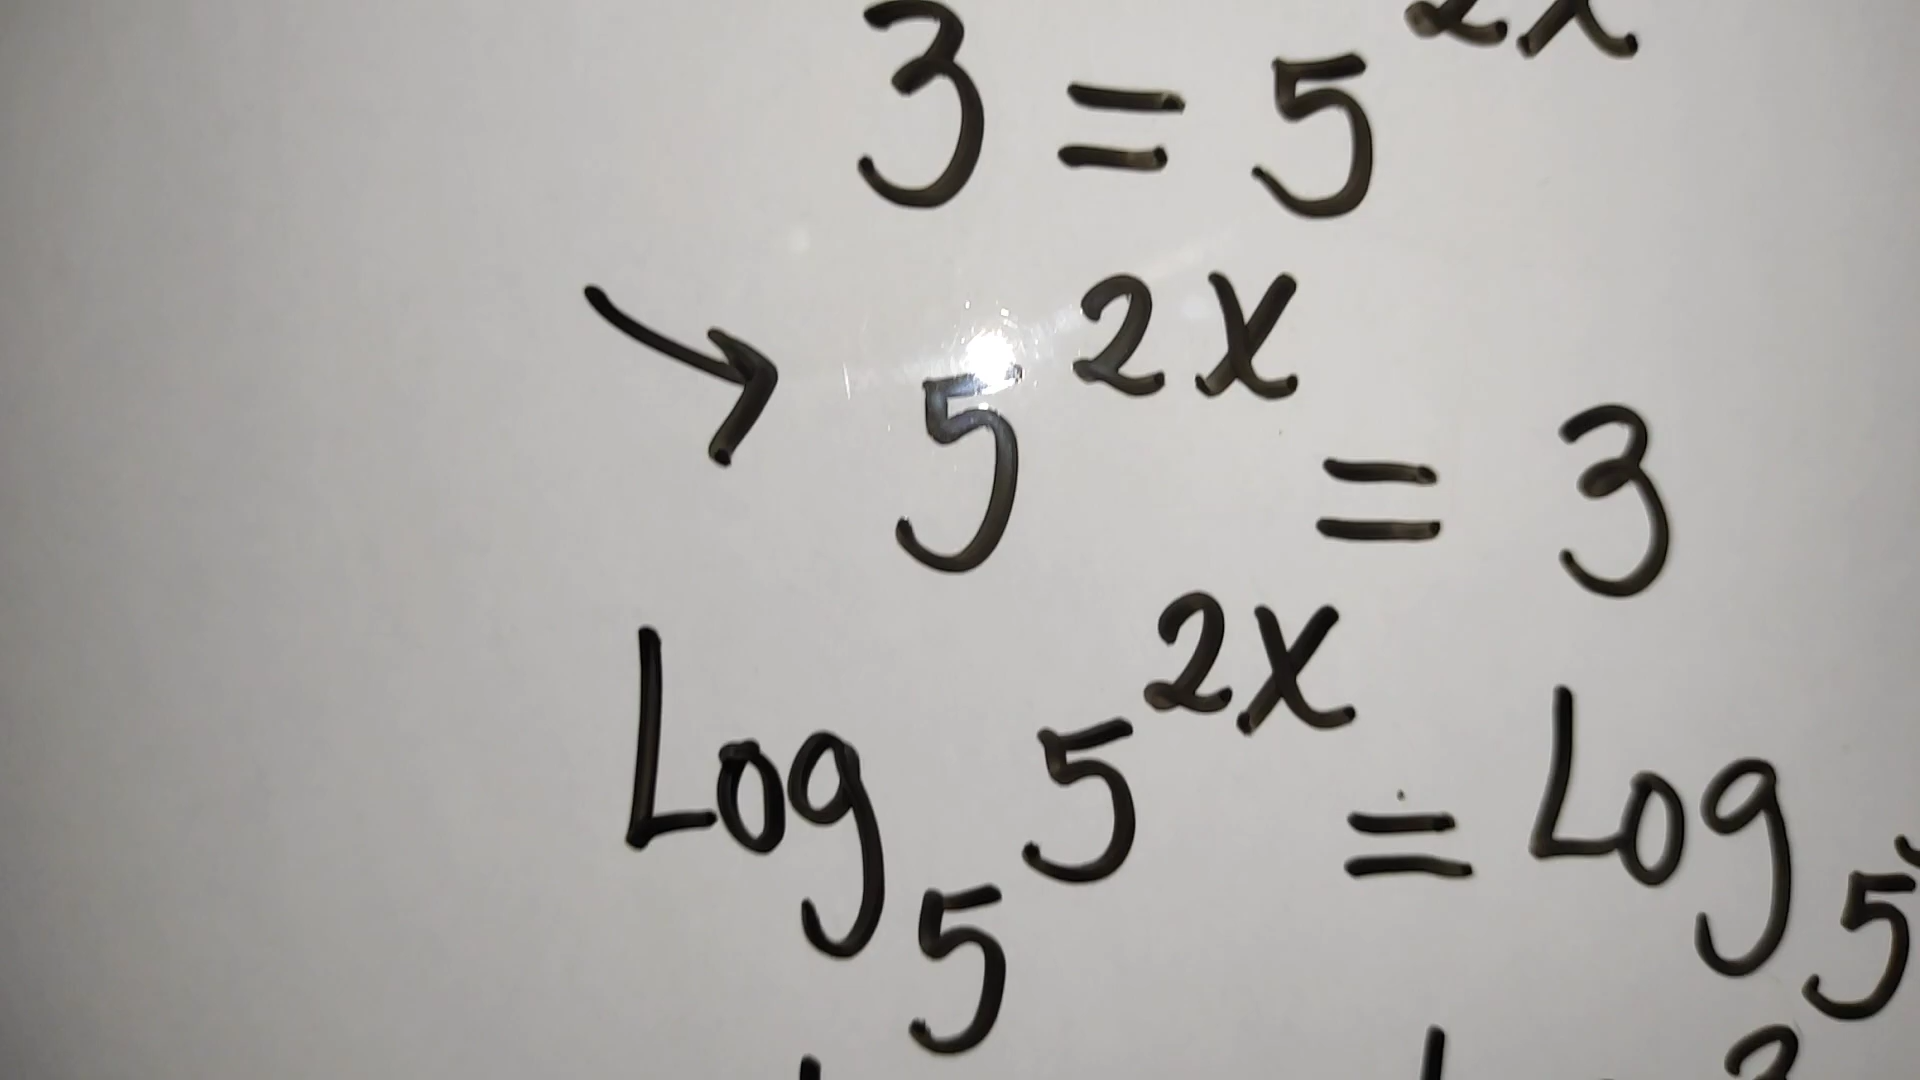 3 = 5^2x
→ 5^2x = 3
Log_5 5^2x = Log_5